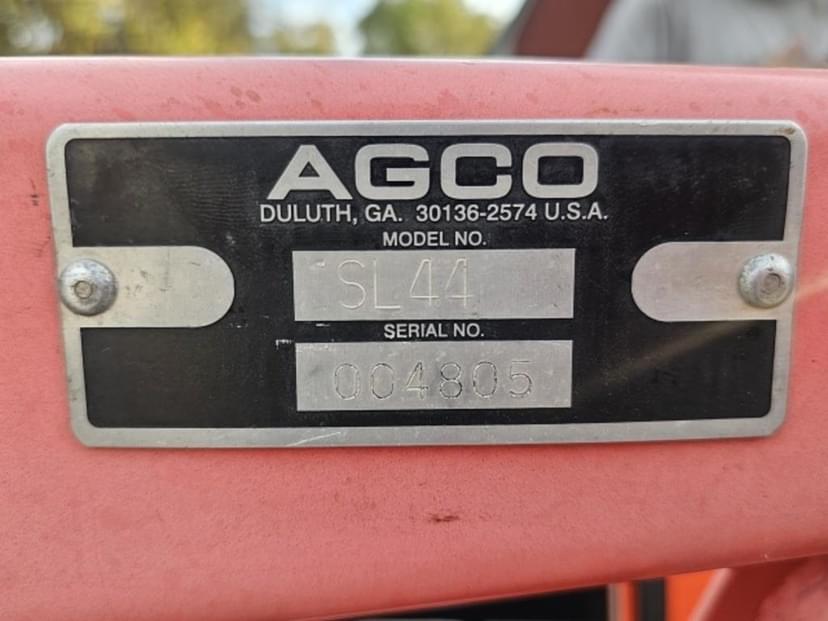 AGCO
DULUTH, GA. 30136-2574 U.S.A.
MODEL NO.
SL44
SERIAL NO.
004805